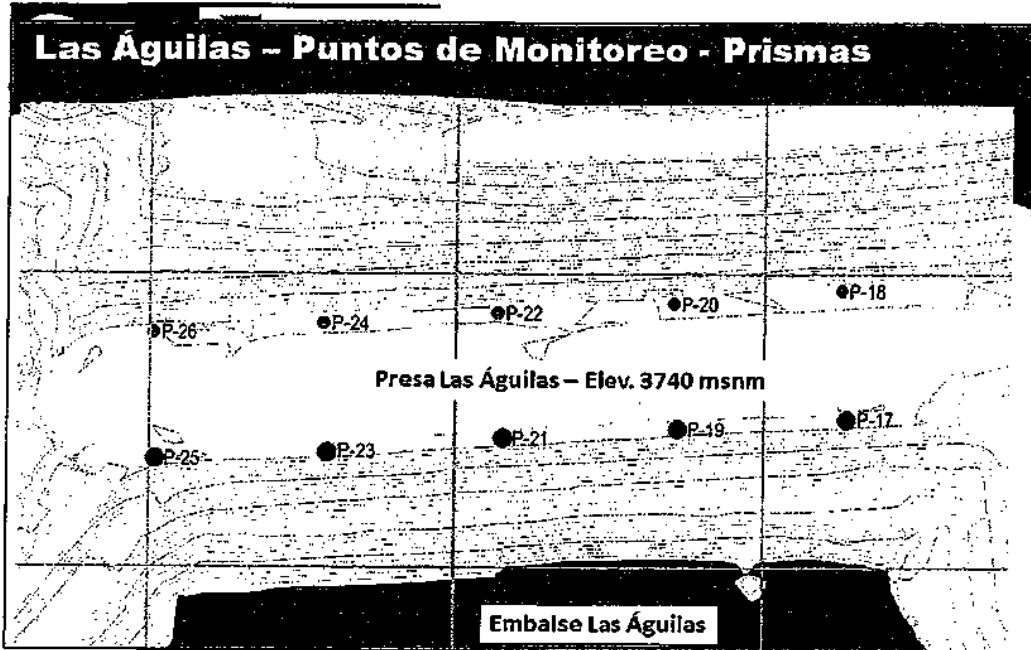 Las Águilas – Puntos de Monitoreo - Prismas
P-18
P-20
P-22
P-24
P-26
Presa Las Águilas – Elev. 3740 msnm
P-17
P-19
P-21
P-23
P-25
Embalse Las Águilas